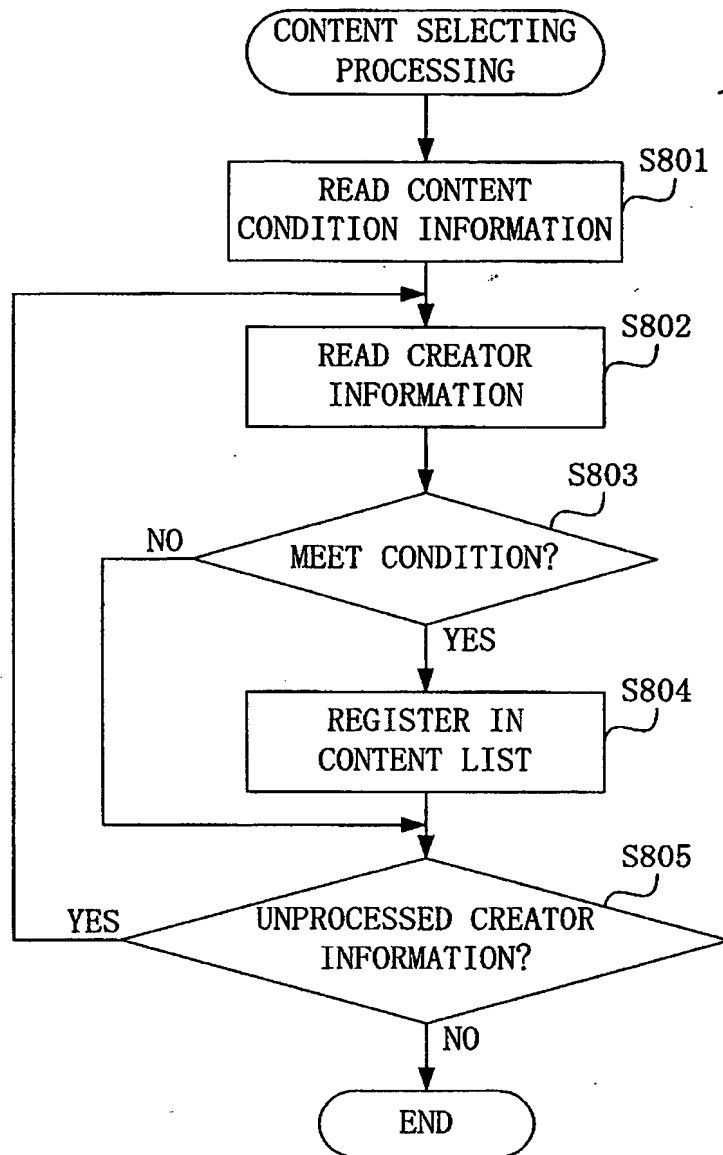 CONTENT SELECTING
PROCESSING
S801
READ CONTENT
CONDITION INFORMATION
S802
READ CREATOR
INFORMATION
S803
NO
MEET CONDITION?
YES
S804
REGISTER IN
CONTENT LIST
S805
YES
UNPROCESSED CREATOR
INFORMATION?
NO
END